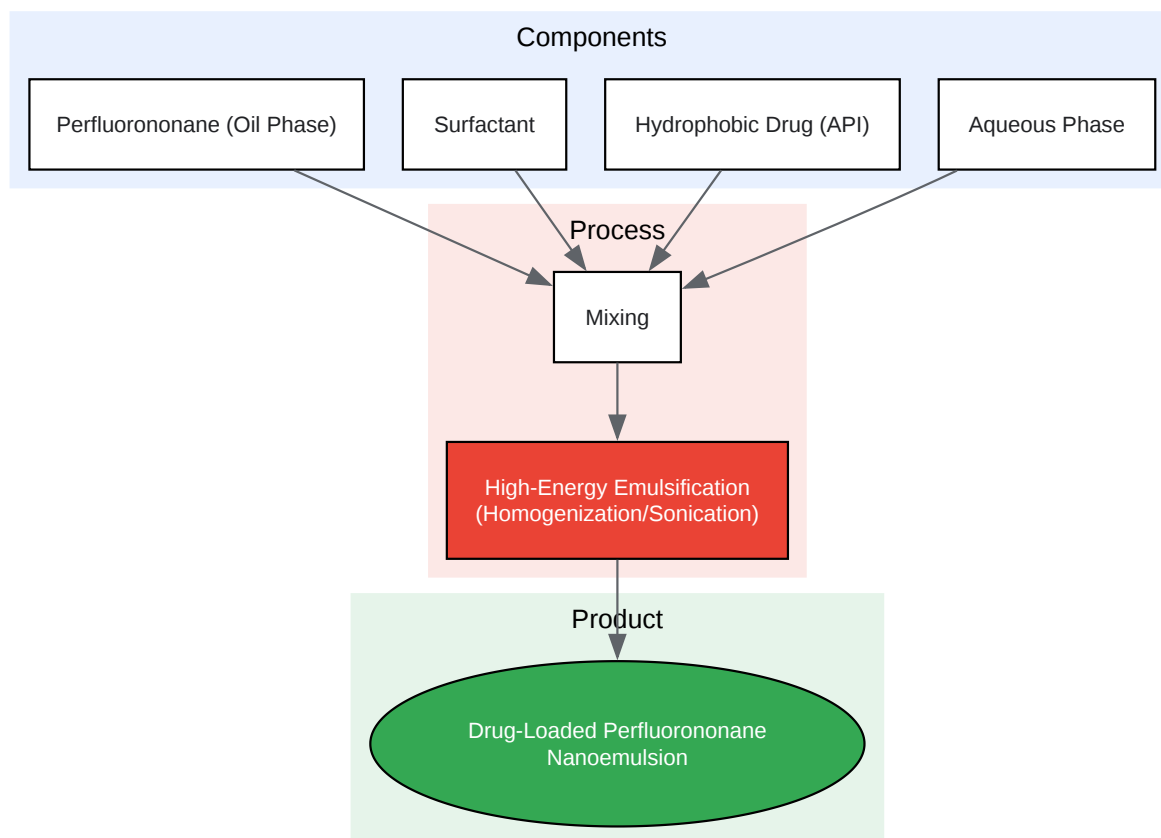 Components
Perfluorononane (Oil Phase)
Surfactant
Hydrophobic Drug (API)
Aqueous Phase
Process
Mixing
High-Energy Emulsification
(Homogenization/Sonication)
Product
Drug-Loaded Perfluorononane
Nanoemulsion